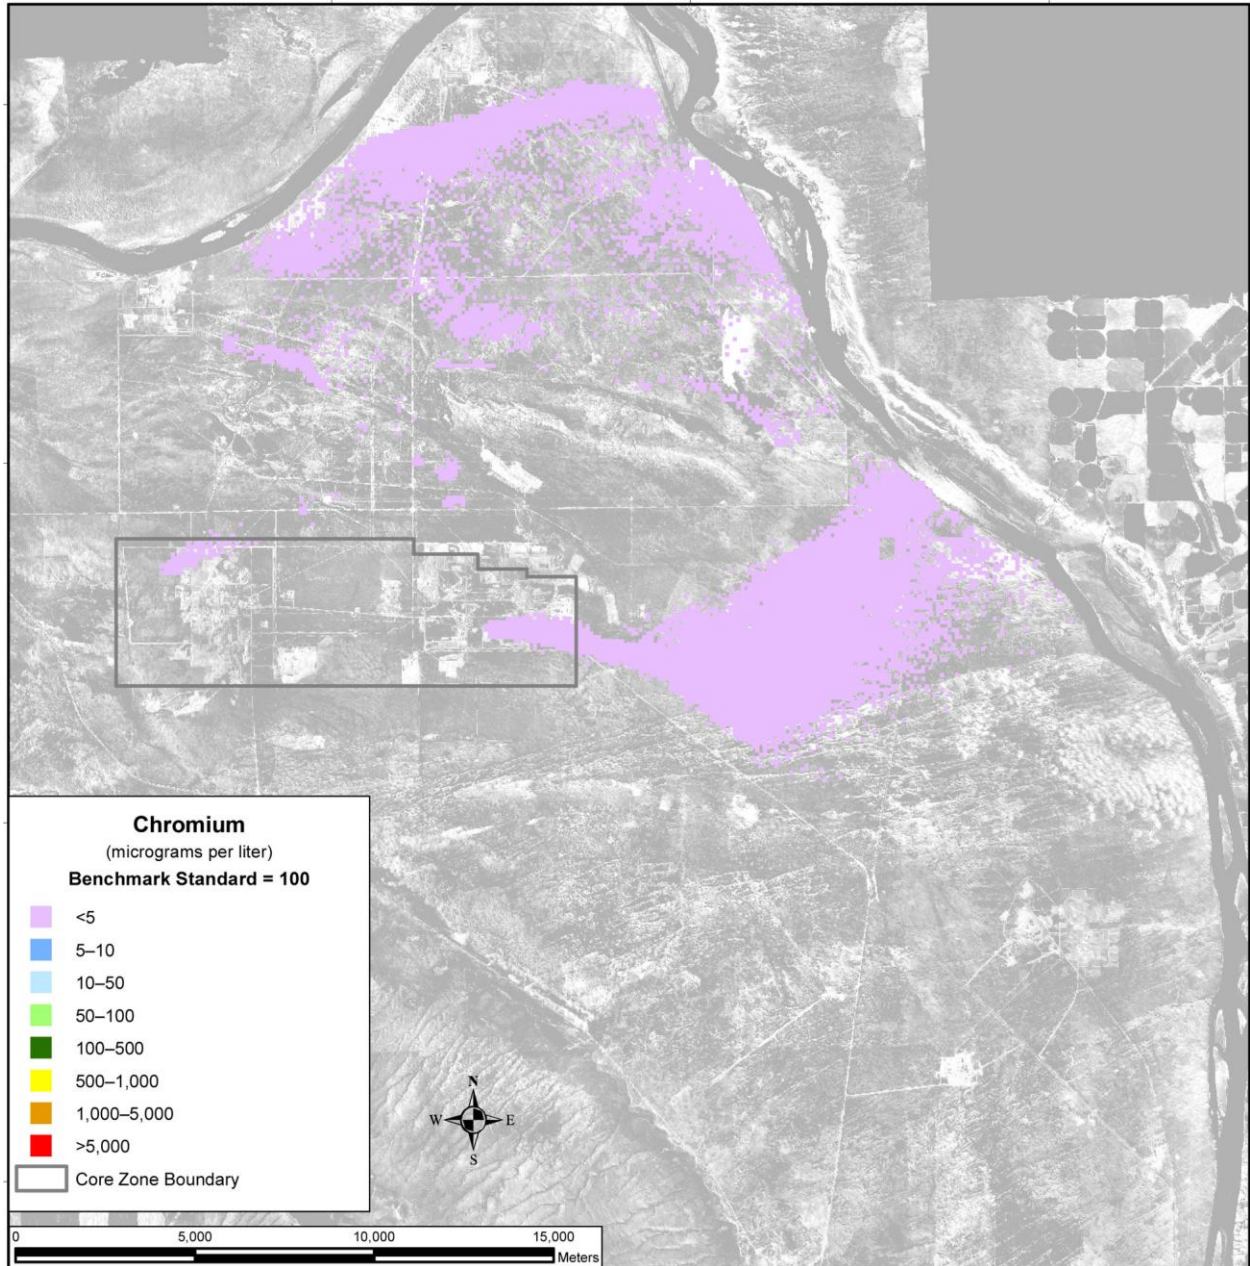 Chromium
(micrograms per liter)
Benchmark Standard = 100
<5
5–10
10–50
50–100
100–500
500–1,000
1,000–5,000
>5,000
Core Zone Boundary
N
W E
S
0 5,000 10,000 15,000
Meters